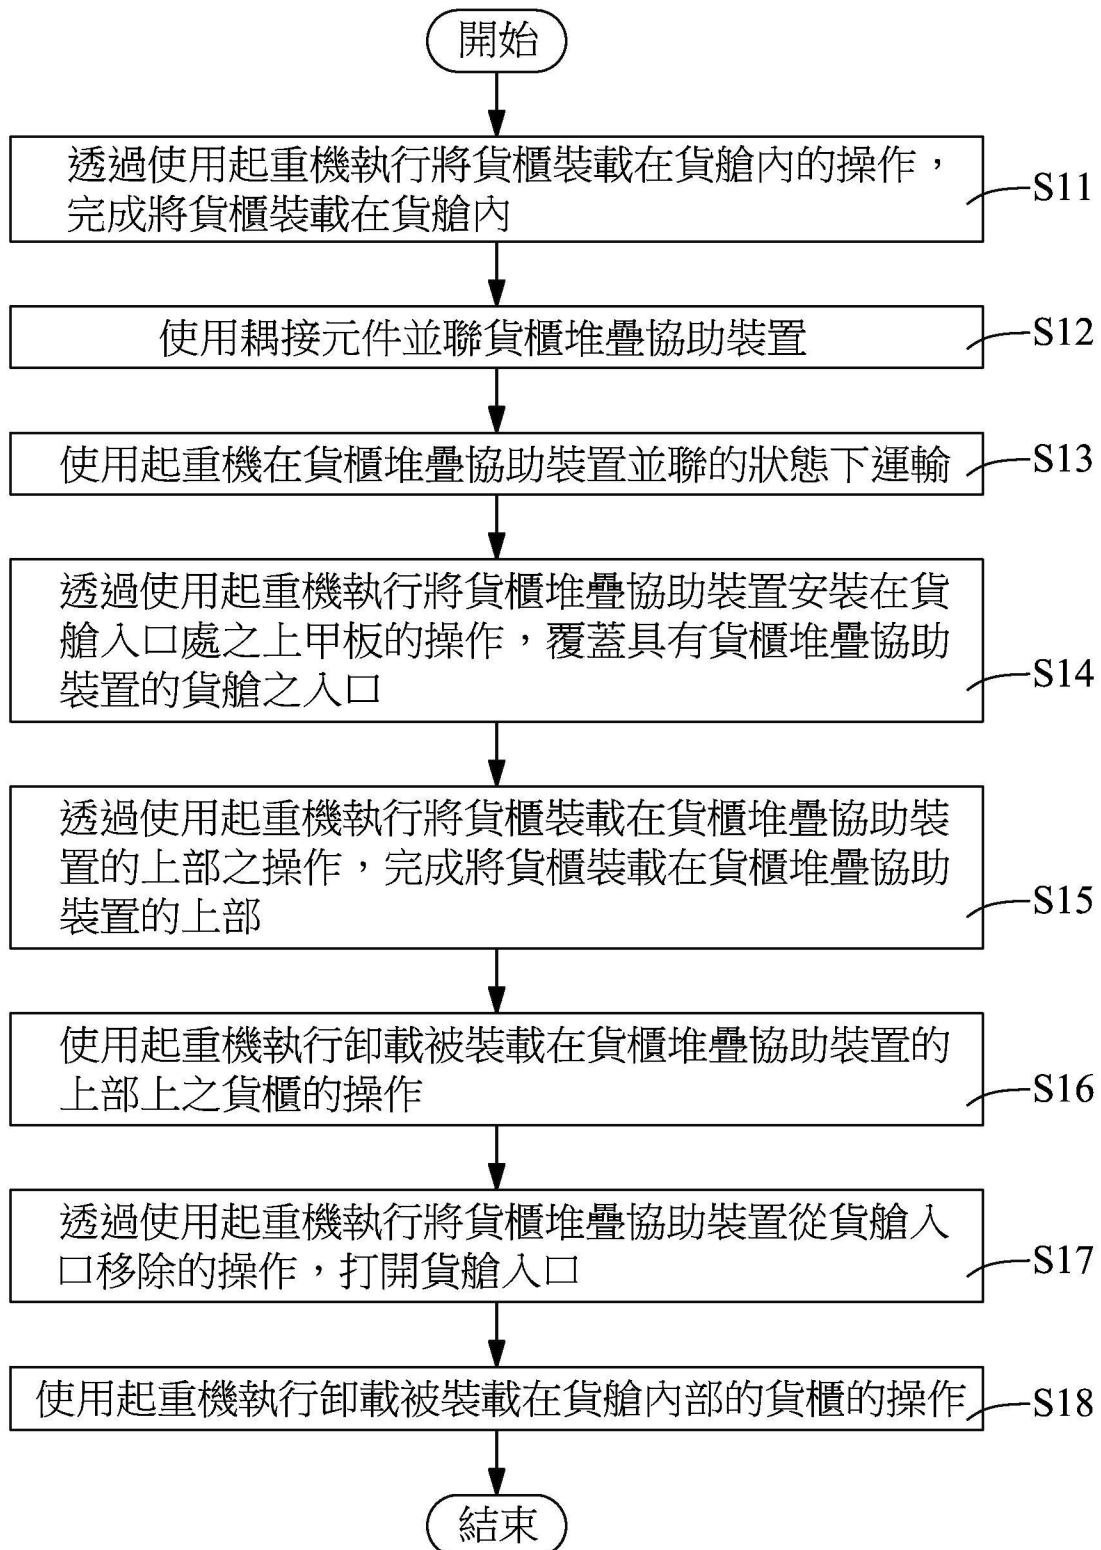 開始
透過使用起重機執行將貨櫃裝載在貨艙內的操作，
完成將貨櫃裝載在貨艙內
S11
使用耦接元件並聯貨櫃堆疊協助裝置
S12
使用起重機在貨櫃堆疊協助裝置並聯的狀態下運輸
S13
透過使用起重機執行將貨櫃堆疊協助裝置安裝在貨
艙入口處之上甲板的操作，覆蓋具有貨櫃堆疊協助
裝置的貨艙之入口
S14
透過使用起重機執行將貨櫃裝載在貨櫃堆疊協助裝
置的上部之操作，完成將貨櫃裝載在貨櫃堆疊協助
裝置的上部
S15
使用起重機執行卸載被裝載在貨櫃堆疊協助裝置的
上部上之貨櫃的操作
S16
透過使用起重機執行將貨櫃堆疊協助裝置從貨艙入
口移除的操作，打開貨艙入口
S17
使用起重機執行卸載被裝載在貨艙內部的貨櫃的操作
S18
結束